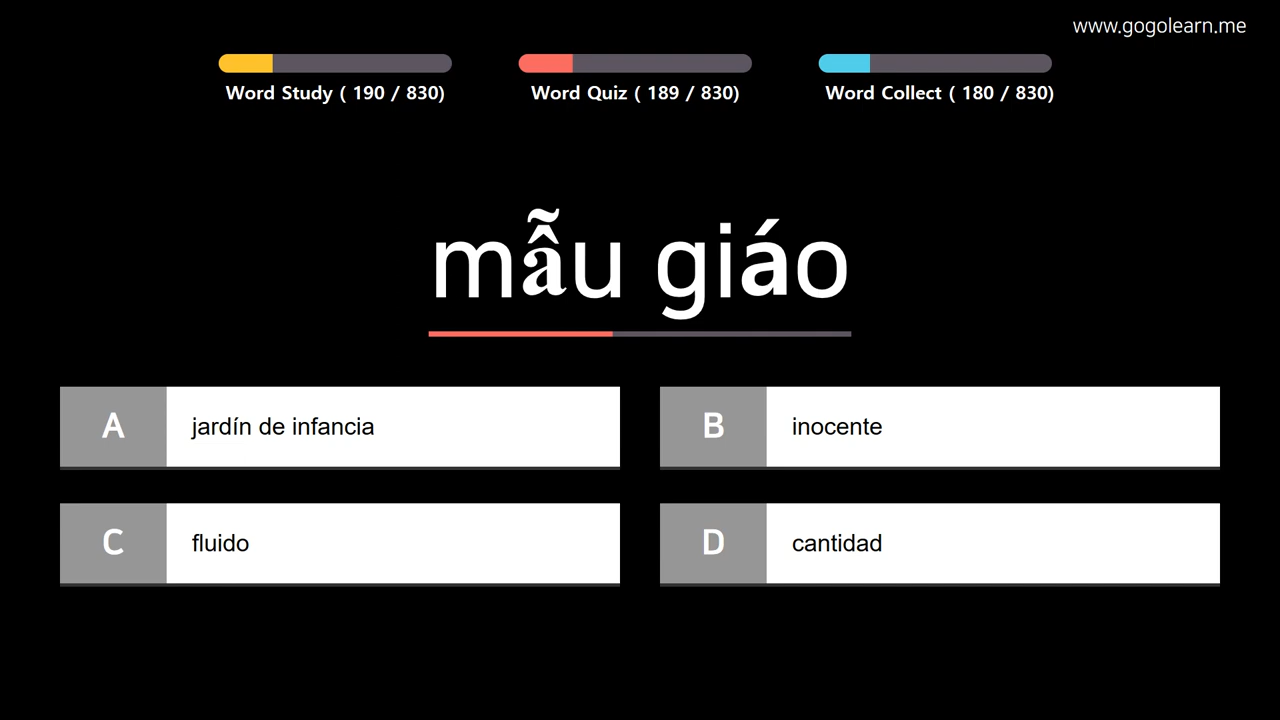 www.gogolearn.me
Word Study ( 190 / 830)
Word Quiz ( 189 / 830)
Word Collect ( 180 / 830)
mẫu giáo
A
jardín de infancia
B
inocente
C
fluido
D
cantidad